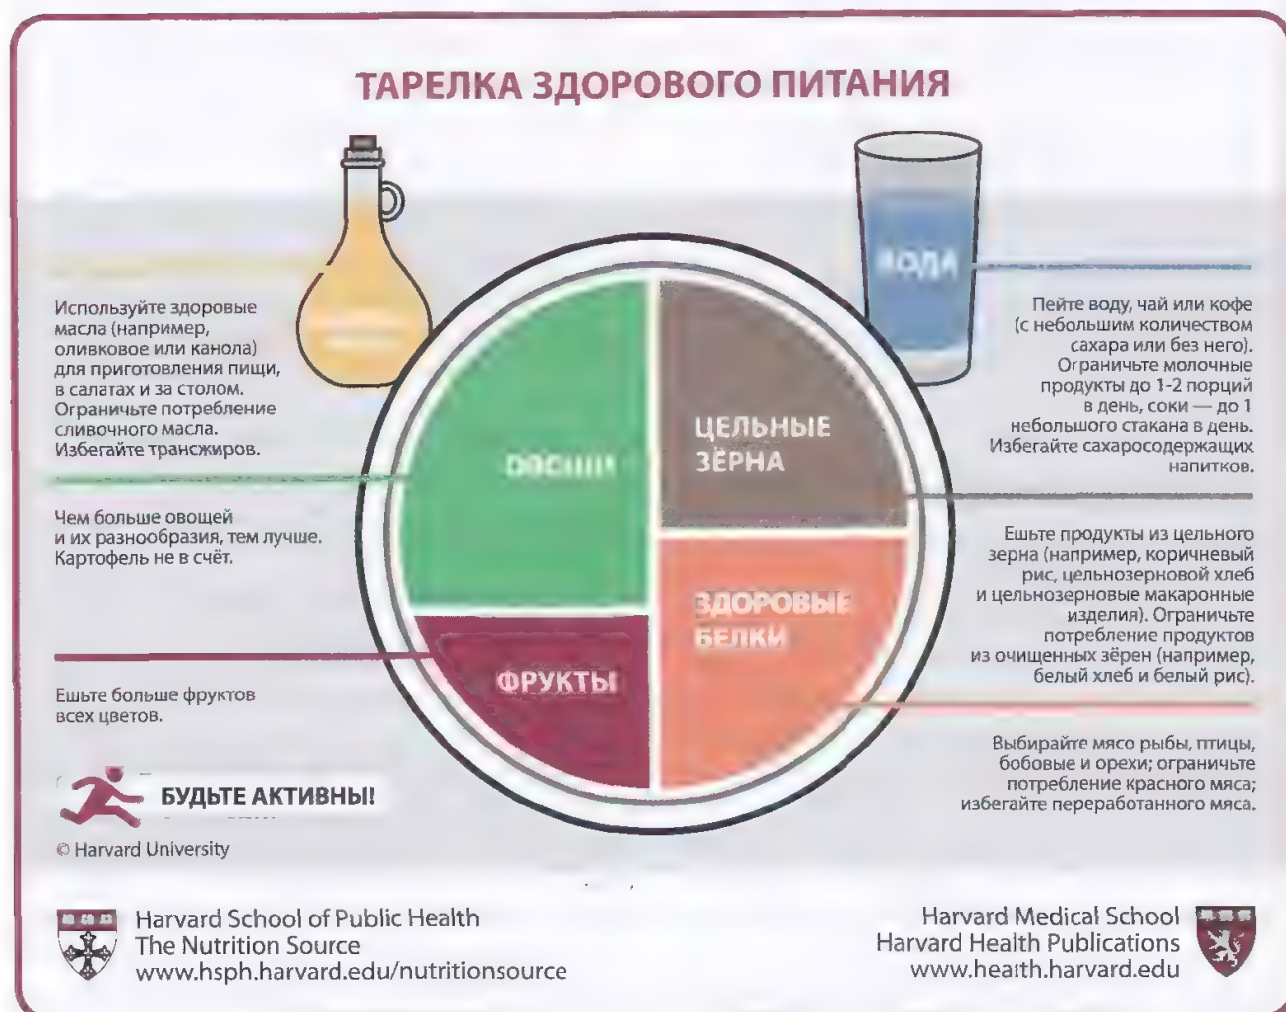 ТАРЕЛКА ЗДОРОВОГО ПИТАНИЯ
Используйте здоровые
масла (например,
оливковое или канола)
для приготовления пищи,
в салатах и за столом.
Ограничьте потребление
сливочного масла.
Избегайте трансжиров.
Чем больше овощей
и их разнообразия, тем лучше.
Картофель не в счёт.
Ешьте больше фруктов
всех цветов.
БУДЬТЕ АКТИВНЫ!
© Harvard University
ОВОЩИ
ФРУКТЫ
ЦЕЛЬНЫЕ
ЗЁРНА
ЗДОРОВЫЕ
БЕЛКИ
ВОДА
Пейте воду, чай или кофе
(с небольшим количеством
сахара или без него).
Ограничьте молочные
продукты до 1-2 порций
в день, соки — до 1
небольшого стакана в день.
Избегайте сахаросодержащих
напитков.
Ешьте продукты из цельного
зерна (например, коричневый
рис, цельнозерновой хлеб
и цельнозерновые макаронные
изделия). Ограничьте
потребление продуктов
из очищенных зёрен (например,
белый хлеб и белый рис).
Выбирайте мясо рыбы, птицы,
бобовые и орехи; ограничьте
потребление красного мяса;
избегайте переработанного мяса.
Harvard School of Public Health
The Nutrition Source
www.hsph.harvard.edu/nutritionsource
Harvard Medical School
Harvard Health Publications
www.health.harvard.edu